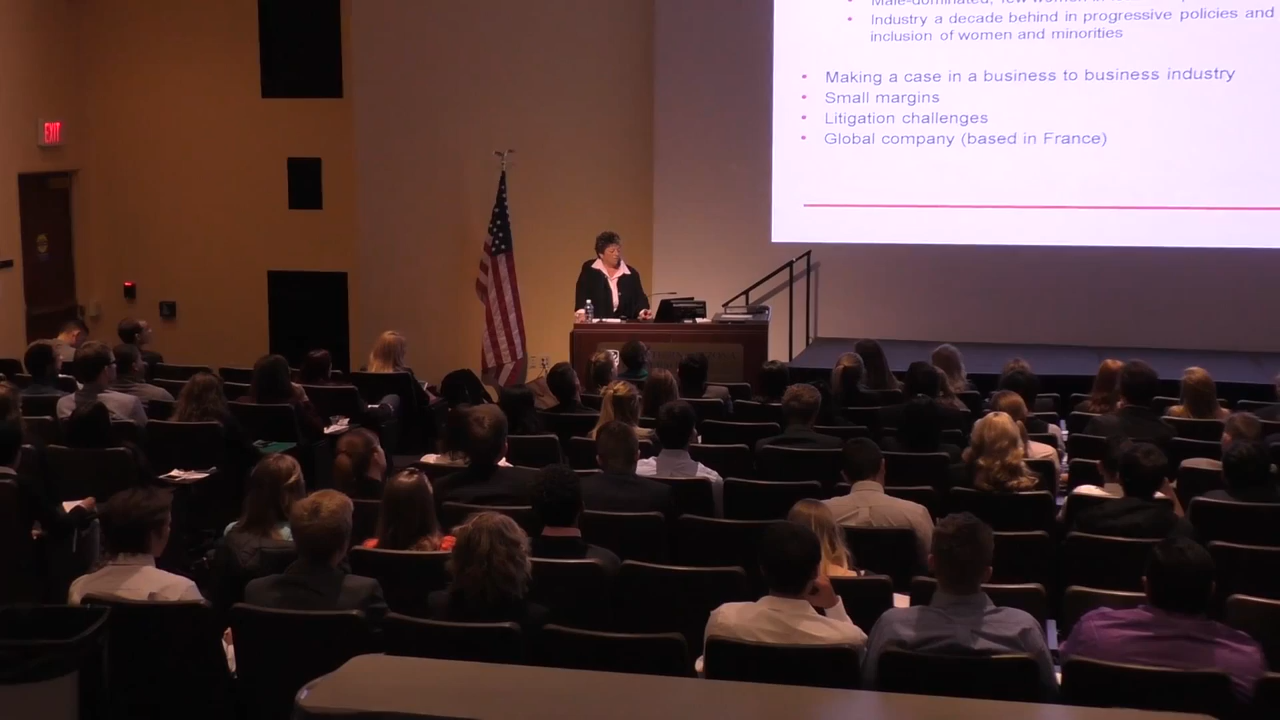 Industry a decade behind in progressive policies and
inclusion of women and minorities
Making a case in a business to business industry
Small margins
Litigation challenges
Global company (based in France)
EXIT